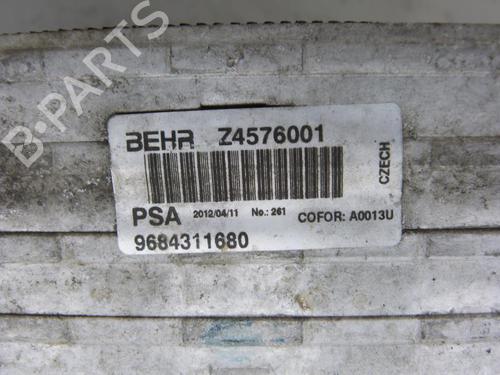 B-PARTS
BEHR Z4576001
CZECH
PSA 2012/04/11 No.: 261 COFOR: A0013U
9684311680